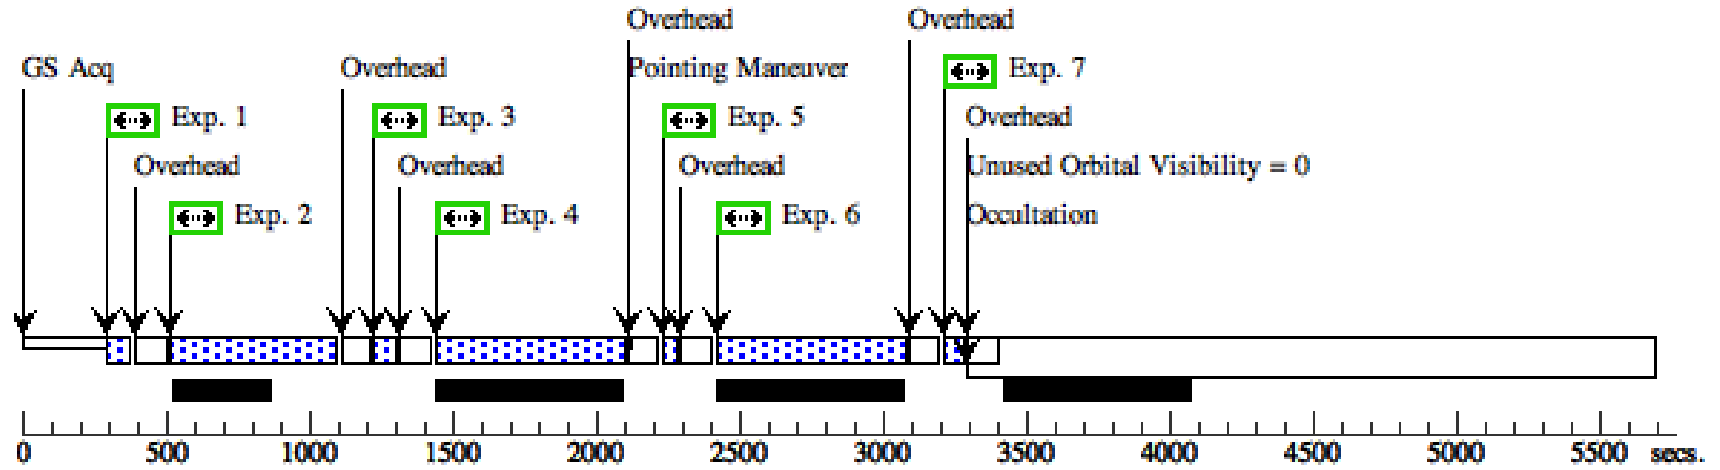 Overhead Overhead
GS Acq Overhead Pointing Maneuver Exp. 7
Exp. 1 Exp. 3 Exp. 5 Overhead
Overhead Overhead Overhead Unused Orbital Visibility = 0
Exp. 2 Exp. 4 Exp. 6 Occultation
0 500 1000 1500 2000 2500 3000 3500 4000 4500 5000 5500 secs.